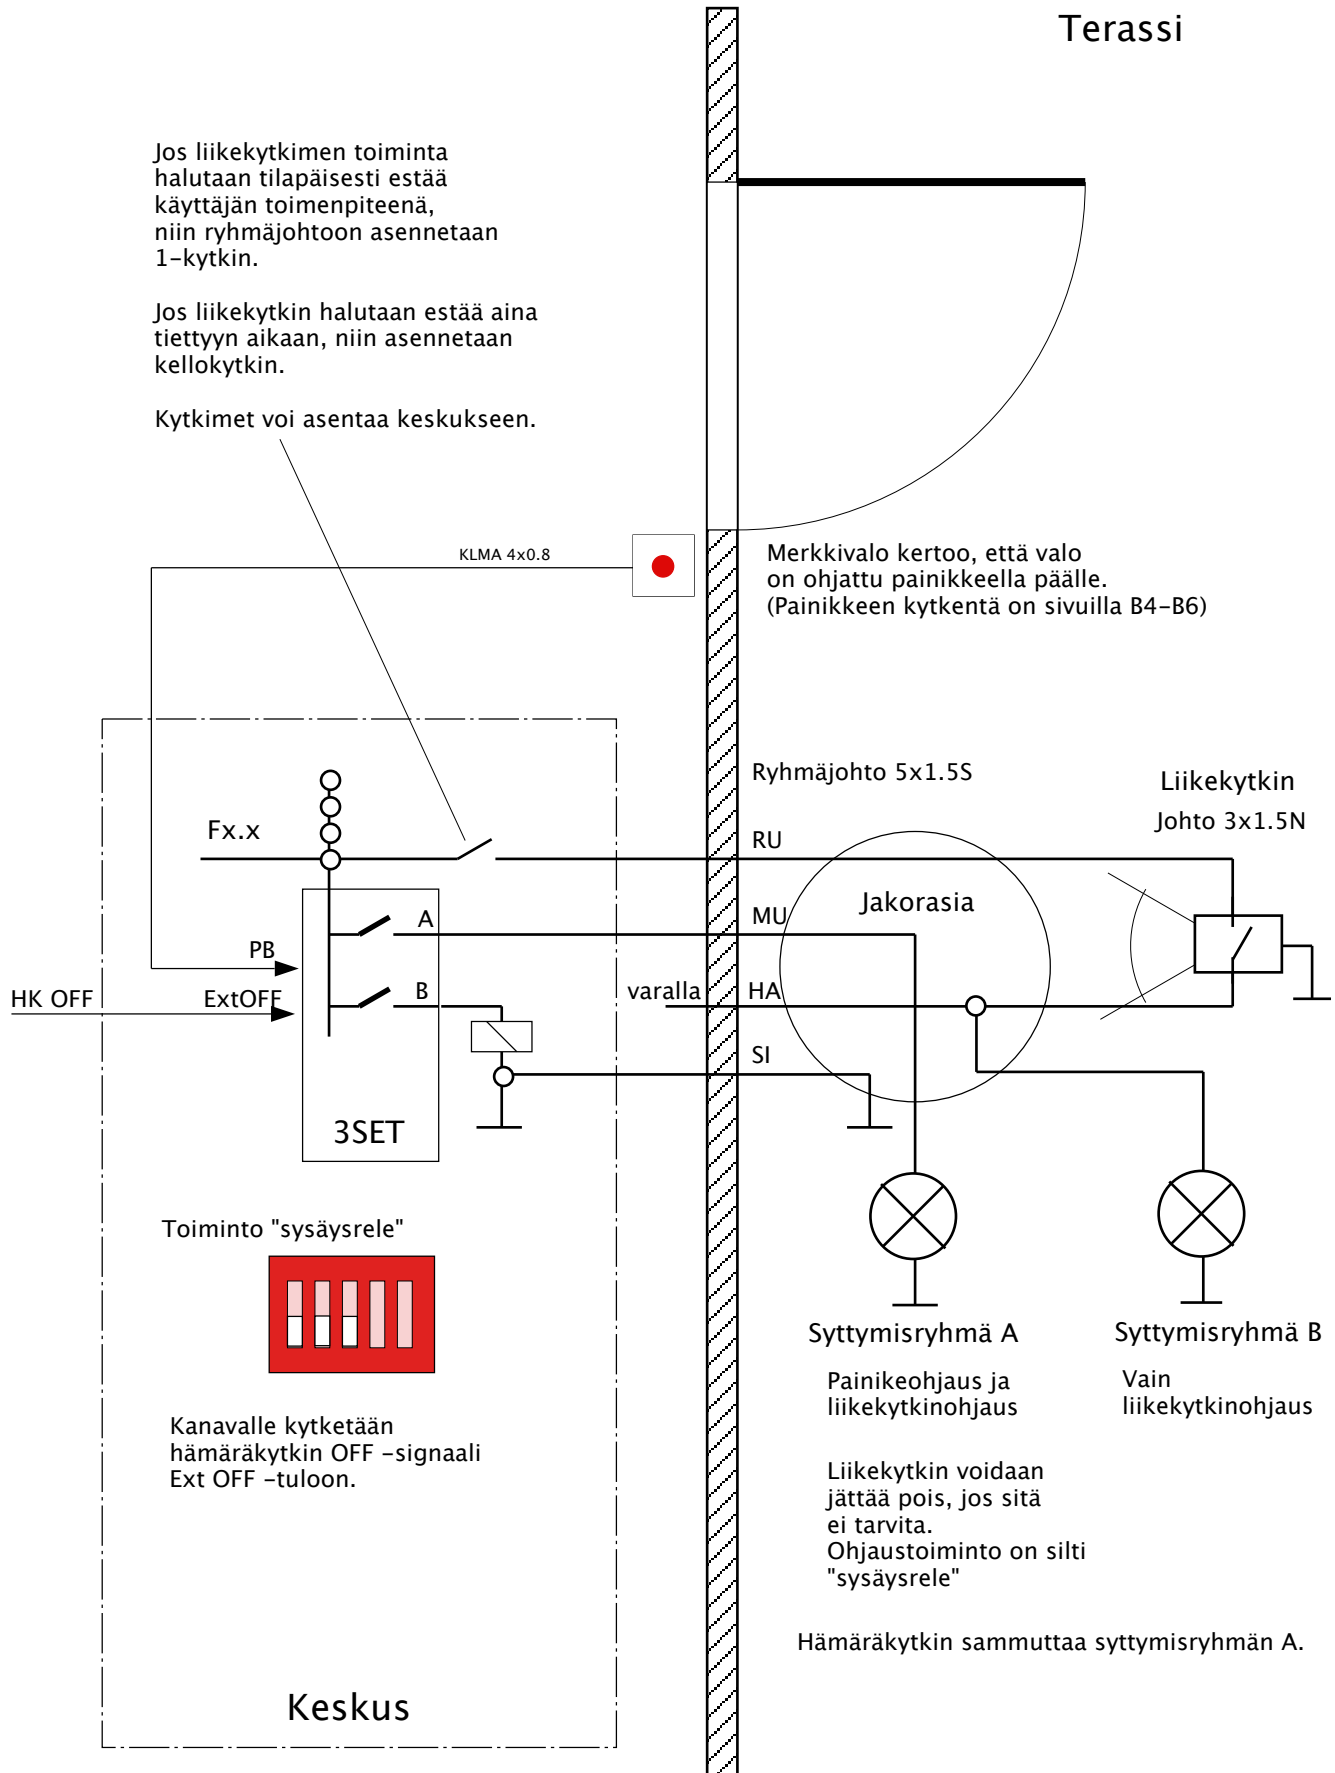 Terassi
Jos liikekytkimen toiminta
halutaan tilapäisesti estää
käyttäjän toimenpiteenä,
niin ryhmäjohtoon asennetaan
1-kytkin.
Jos liikekytkin halutaan estää aina
tiettyyn aikaan, niin asennetaan
kellokytkin.
Kytkimet voi asentaa keskukseen.
KLMA 4x0.8
Merkkivalo kertoo, että valo
on ohjattu painikkeella päälle.
(Painikkeen kytkentä on sivuilla B4-B6)
Ryhmäjohto 5x1.5S
Liikekytkin
Johto 3x1.5N
Fx.x
RU
Jakorasia
A
MU
PB
HK OFF
ExtOFF
B
varalla
HA
SI
3SET
Toiminto "sysäysrele"
Syttymisryhmä A
Syttymisryhmä B
Painikeohjaus ja
liikekytkinohjaus
Vain
liikekytkinohjaus
Kanavalle kytketään
hämäräkytkin OFF -signaali
Ext OFF -tuloon.
Liikekytkin voidaan
jättää pois, jos sitä
ei tarvita.
Ohjaustoiminto on silti
"sysäysrele"
Hämäräkytkin sammuttaa syttymisryhmän A.
Keskus